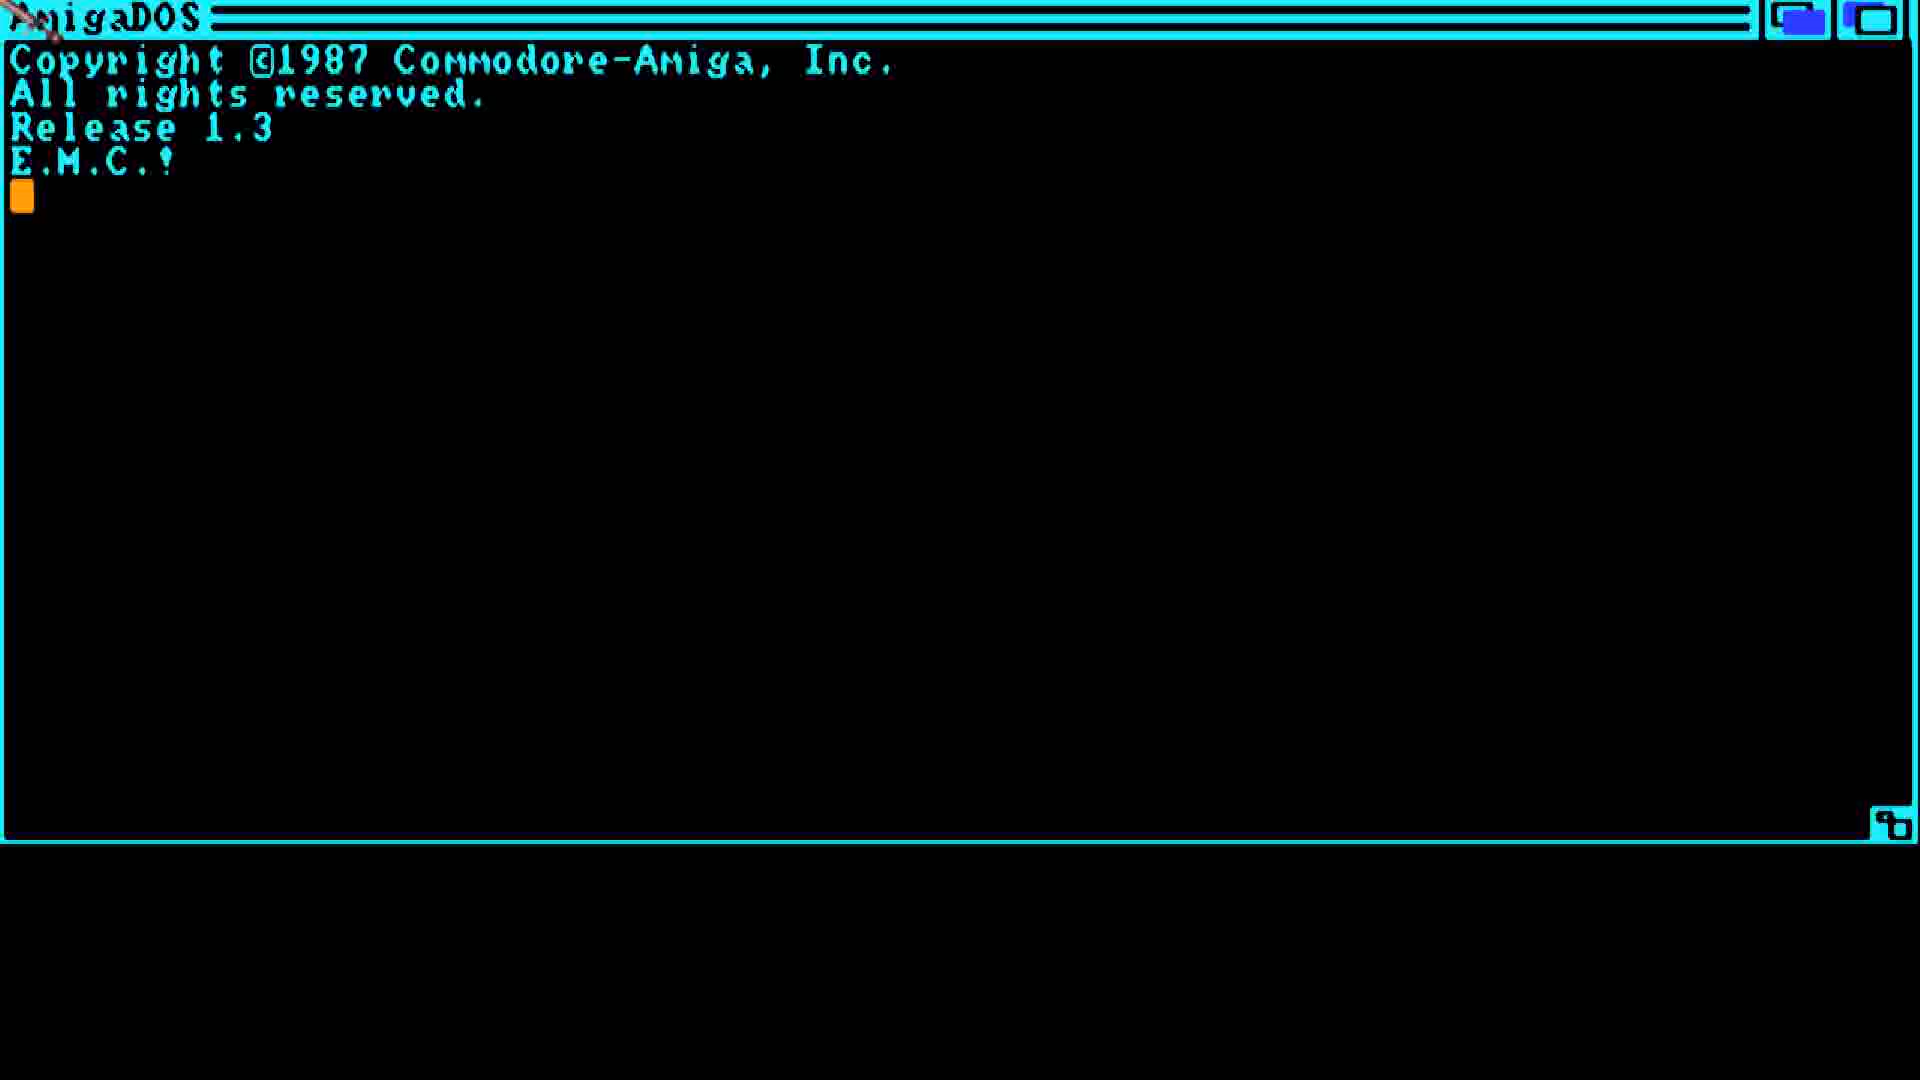 AmigaDOS
Copyright ©1987 Commodore-Amiga, Inc.
All rights reserved.
Release 1.3
E.M.C.!